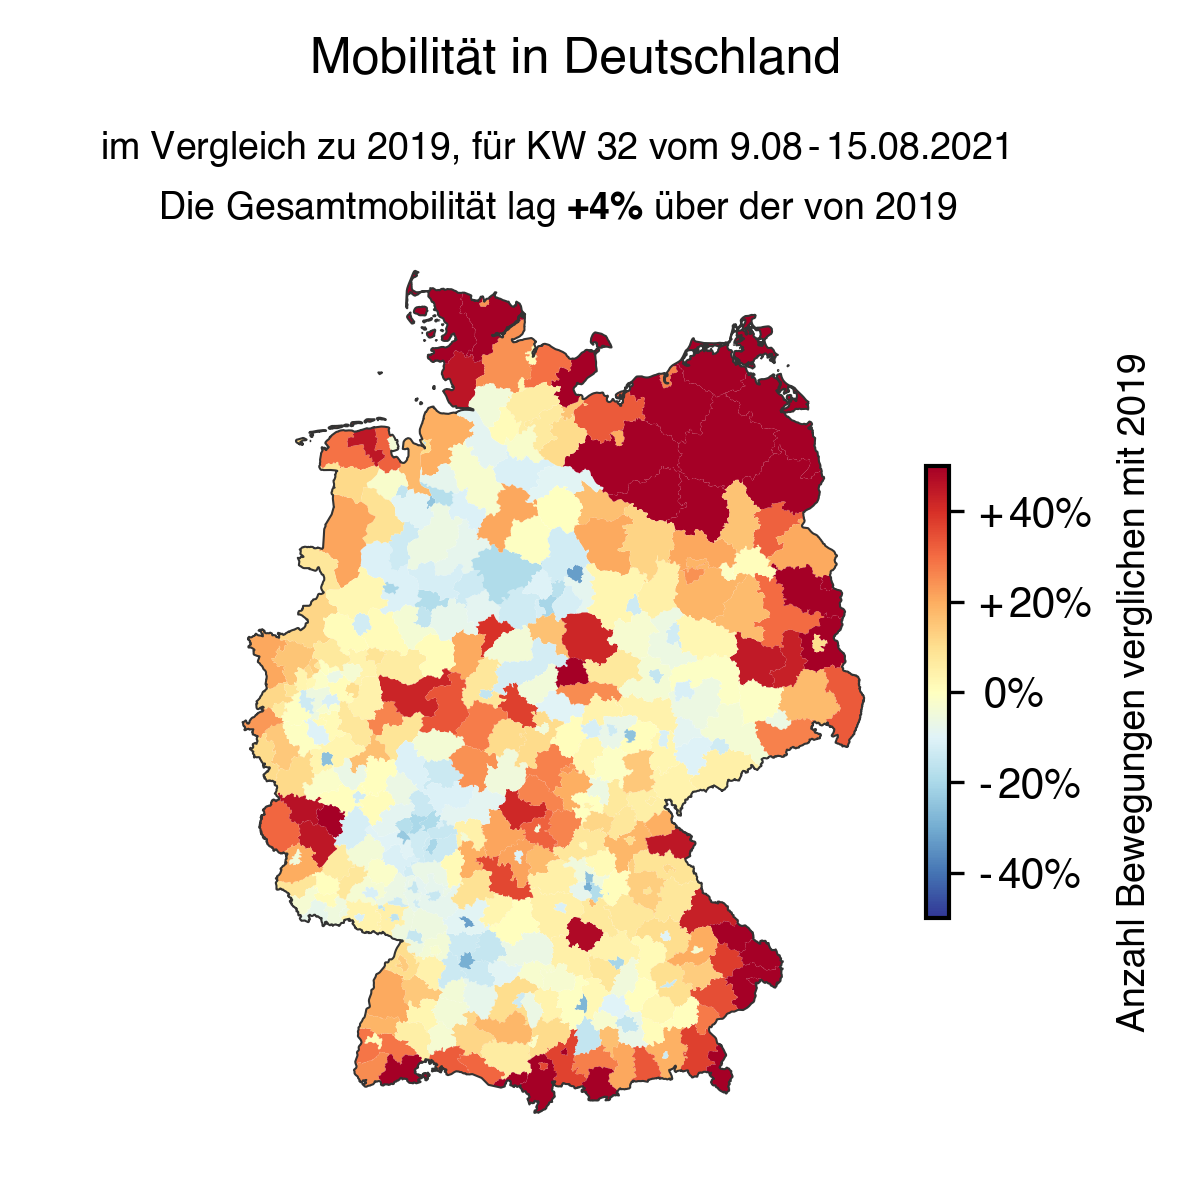 Mobilität in Deutschland
im Vergleich zu 2019, für KW 32 vom 9.08 - 15.08.2021
Die Gesamtmobilität lag +4% über der von 2019
+40%
+20%
0%
-20%
-40%
Anzahl Bewegungen verglichen mit 2019